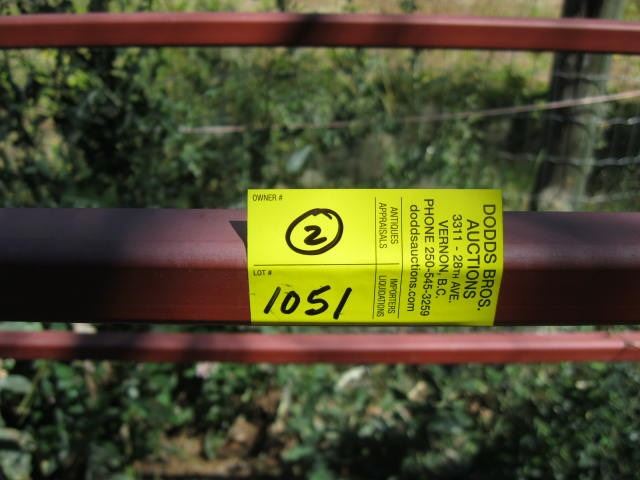 OWNER #
2
LOT #
1051
ANTIQUES
APPRAISALS
IMPORTERS
LIQUIDATIONS
DODDS BROS.
AUCTIONS
3311 - 28TH AVE.
VERNON, B.C.
PHONE 250-545-3259
doddsauctions.com